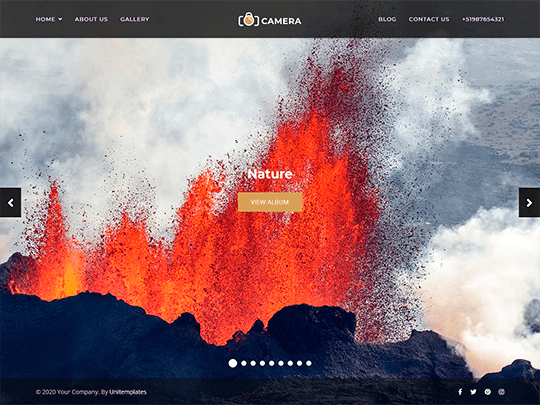 HOME ABOUT US GALLERY CAMERA BLOG CONTACT US +51987654321
Nature
VIEW ALBUM
© 2020 Your Company. By Unitemplates